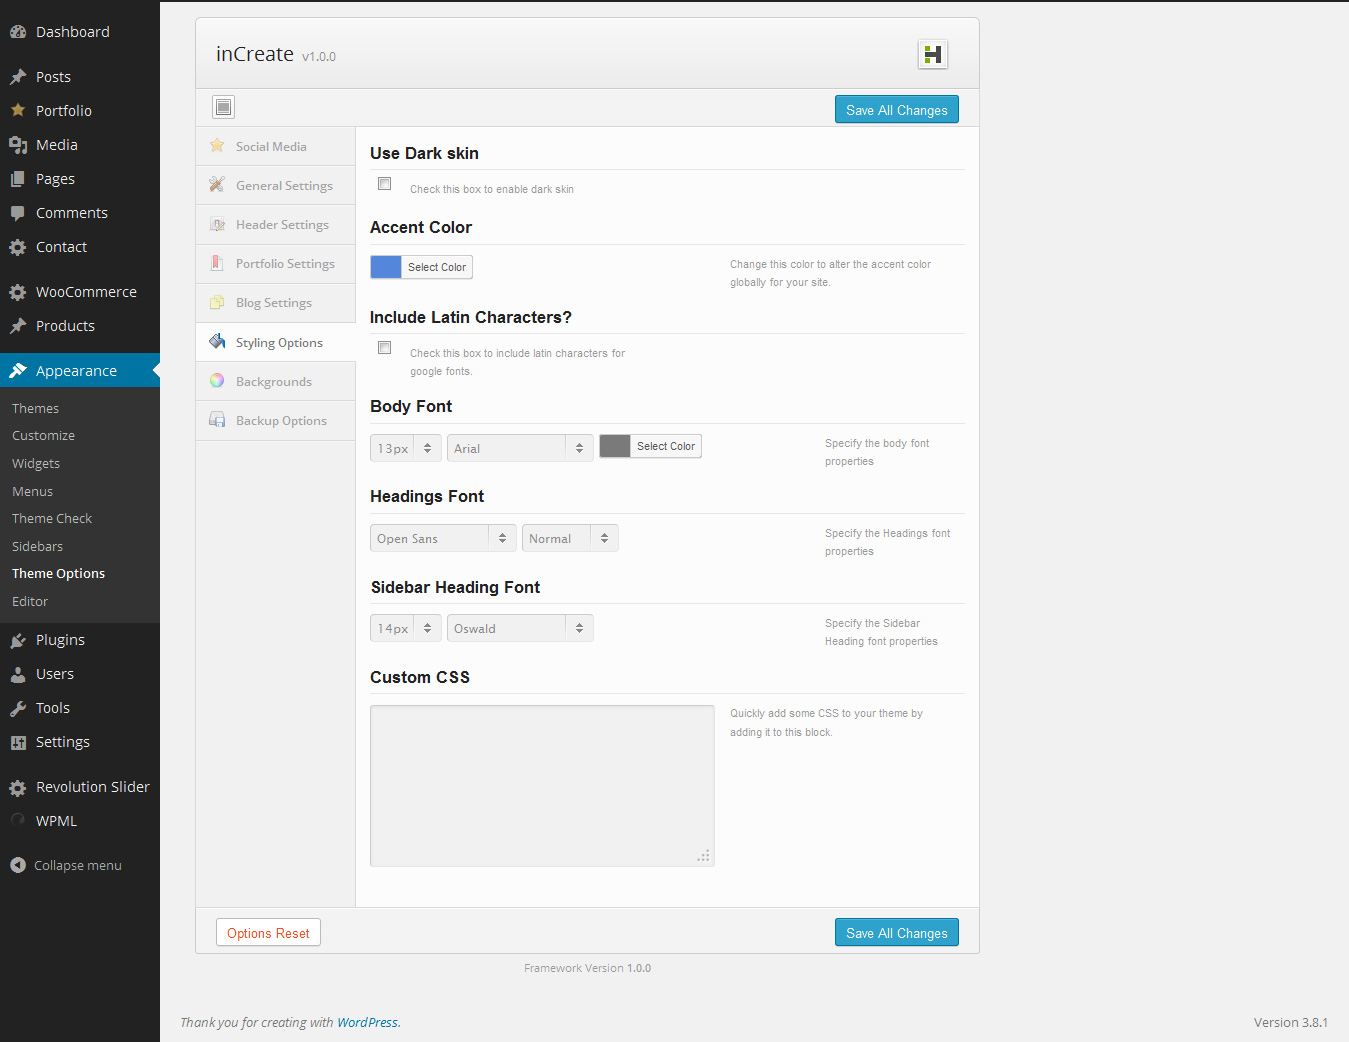 Dashboard
Posts
Portfolio
Media
Pages
Comments
Contact
WooCommerce
Products
Appearance
Themes
Customize
Widgets
Menus
Theme Check
Sidebars
Theme Options
Editor
Plugins
Users
Tools
Settings
Revolution Slider
WPML
Collapse menu
inCreate v1.0.0
Save All Changes
Social Media
General Settings
Header Settings
Portfolio Settings
Blog Settings
Styling Options
Backgrounds
Backup Options
Use Dark skin
Check this box to enable dark skin
Accent Color
Select Color
Change this color to alter the accent color
globally for your site.
Include Latin Characters?
Check this box to include latin characters for
google fonts.
Body Font
13px Arial Select Color
Specify the body font
properties
Headings Font
Open Sans Normal
Specify the Headings font
properties
Sidebar Heading Font
14px Oswald
Specify the Sidebar
Heading font properties
Custom CSS
Quickly add some CSS to your theme by
adding it to this block.
Options Reset
Save All Changes
Framework Version 1.0.0
Thank you for creating with WordPress.
Version 3.8.1